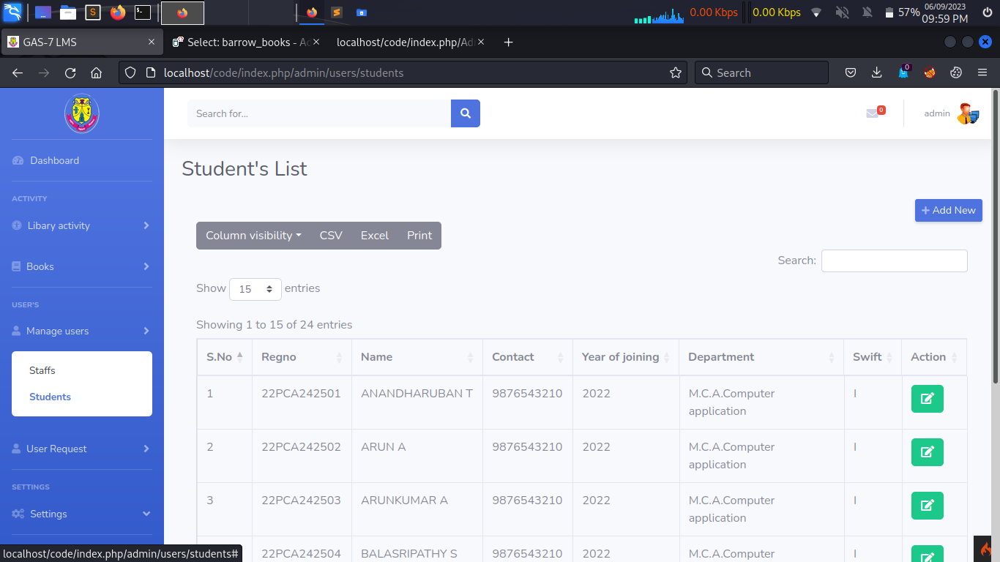 0.00 Kbps
0.00 Kbps
57%
06/09/2023
09:59 PM
GAS-7 LMS
Select: barrow_books - Ad
localhost/code/index.php/Adm
localhost/code/index.php/admin/users/students
Search
0
Search for...
0
admin
Dashboard
ACTIVITY
Libary activity
Books
USER'S
Manage users
Staffs
Students
User Request
SETTINGS
Settings
localhost/code/index.php/admin/users/students#
Student's List
+ Add New
Column visibility CSV Excel Print
Search:
Show 15 entries
Showing 1 to 15 of 24 entries
S.No Regno Name Contact Year of joining Department Swift Action
1 22PCA242501 ANANDHARUBAN T 9876543210 2022 M.C.A.Computer application I
2 22PCA242502 ARUN A 9876543210 2022 M.C.A.Computer application I
3 22PCA242503 ARUNKUMAR A 9876543210 2022 M.C.A.Computer application I
22PCA242504 BALASRIPATHY S 9876543210 2022 M.C.A.Computer I